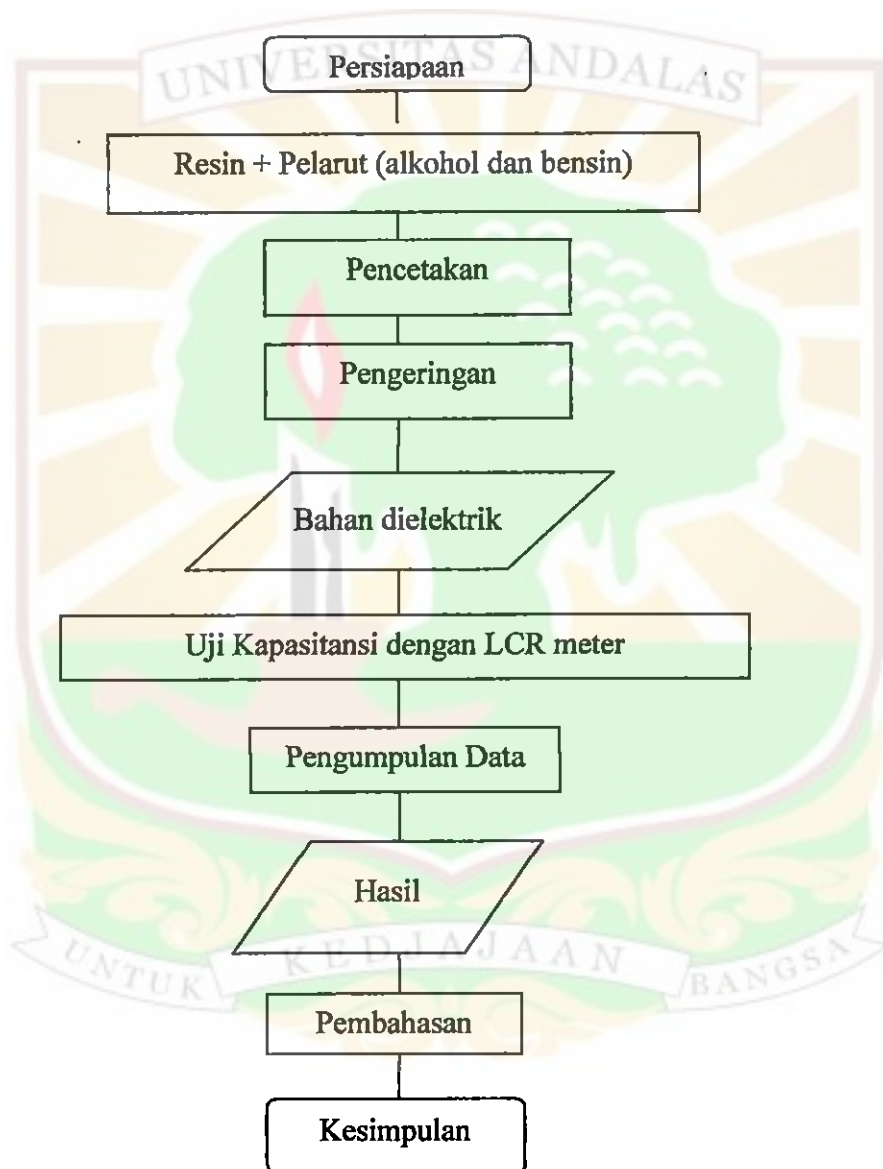 UNIVERSITAS ANDALAS
Persiapaan
Resin + Pelarut (alkohol dan bensin)
Pencetakan
Pengeringan
Bahan dielektrik
Uji Kapasitansi dengan LCR meter
Pengumpulan Data
Hasil
UNTUK KEDJAJAAN BANGSA
Pembahasan
Kesimpulan